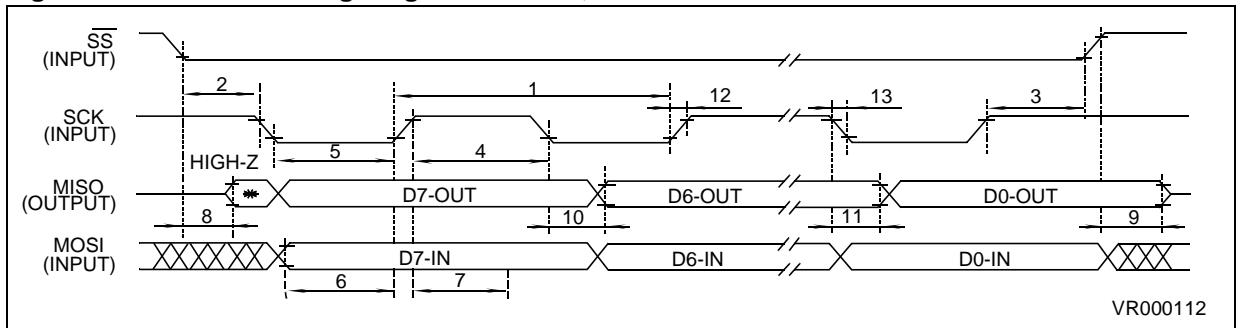 SS
(INPUT)
2
1
12
13
3
SCK
(INPUT)
5
4
HIGH-Z
MISO
(OUTPUT)
D7-OUT
D6-OUT
D0-OUT
8
10
11
9
MOSI
(INPUT)
D7-IN
D6-IN
D0-IN
6
7
VR000112